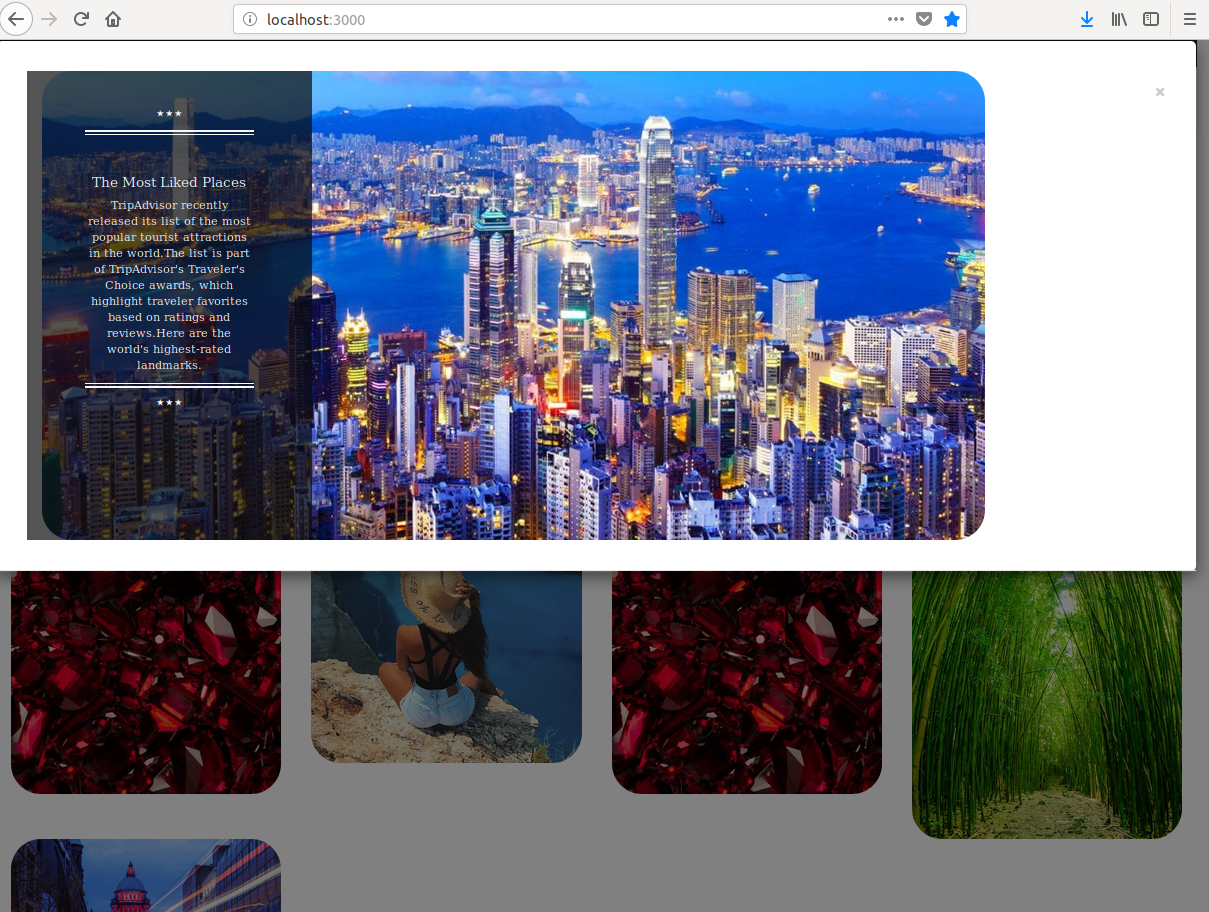 localhost:3000
×
★★★
The Most Liked Places
TripAdvisor recently
released its list of the most
popular tourist attractions
in the world.The list is part
of TripAdvisor's Traveler's
Choice awards, which
highlight traveler favorites
based on ratings and
reviews.Here are the
world's highest-rated
landmarks.
★★★